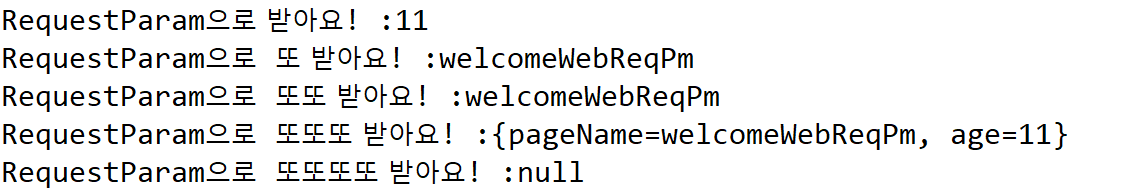 RequestParam으로 받아요! :11
RequestParam으로 또 받아요! :welcomeWebReqPm
RequestParam으로 또또 받아요! :welcomeWebReqPm
RequestParam으로 또또또 받아요! :{pageName=welcomeWebReqPm, age=11}
RequestParam으로 또또또또 받아요! :null